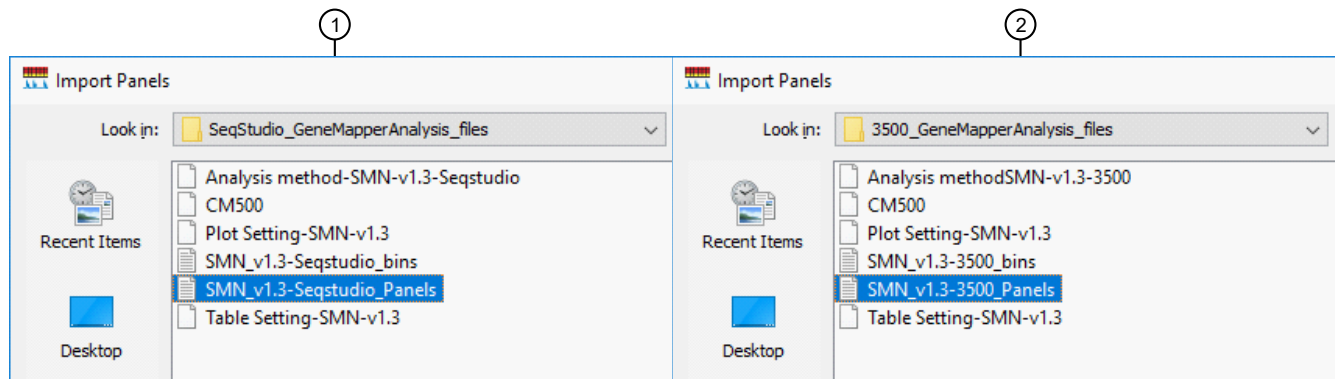 1
Import Panels
Look in: SeqStudio_GeneMapperAnalysis_files
Analysis method-SMN-v1.3-Seqstudio
CM500
Plot Setting-SMN-v1.3
SMN_v1.3-Seqstudio_bins
SMN_v1.3-Seqstudio_Panels
Table Setting-SMN-v1.3
Recent Items
Desktop
2
Import Panels
Look in: 3500_GeneMapperAnalysis_files
Analysis methodSMN-v1.3-3500
CM500
Plot Setting-SMN-v1.3
SMN_v1.3-3500_bins
SMN_v1.3-3500_Panels
Table Setting-SMN-v1.3
Recent Items
Desktop